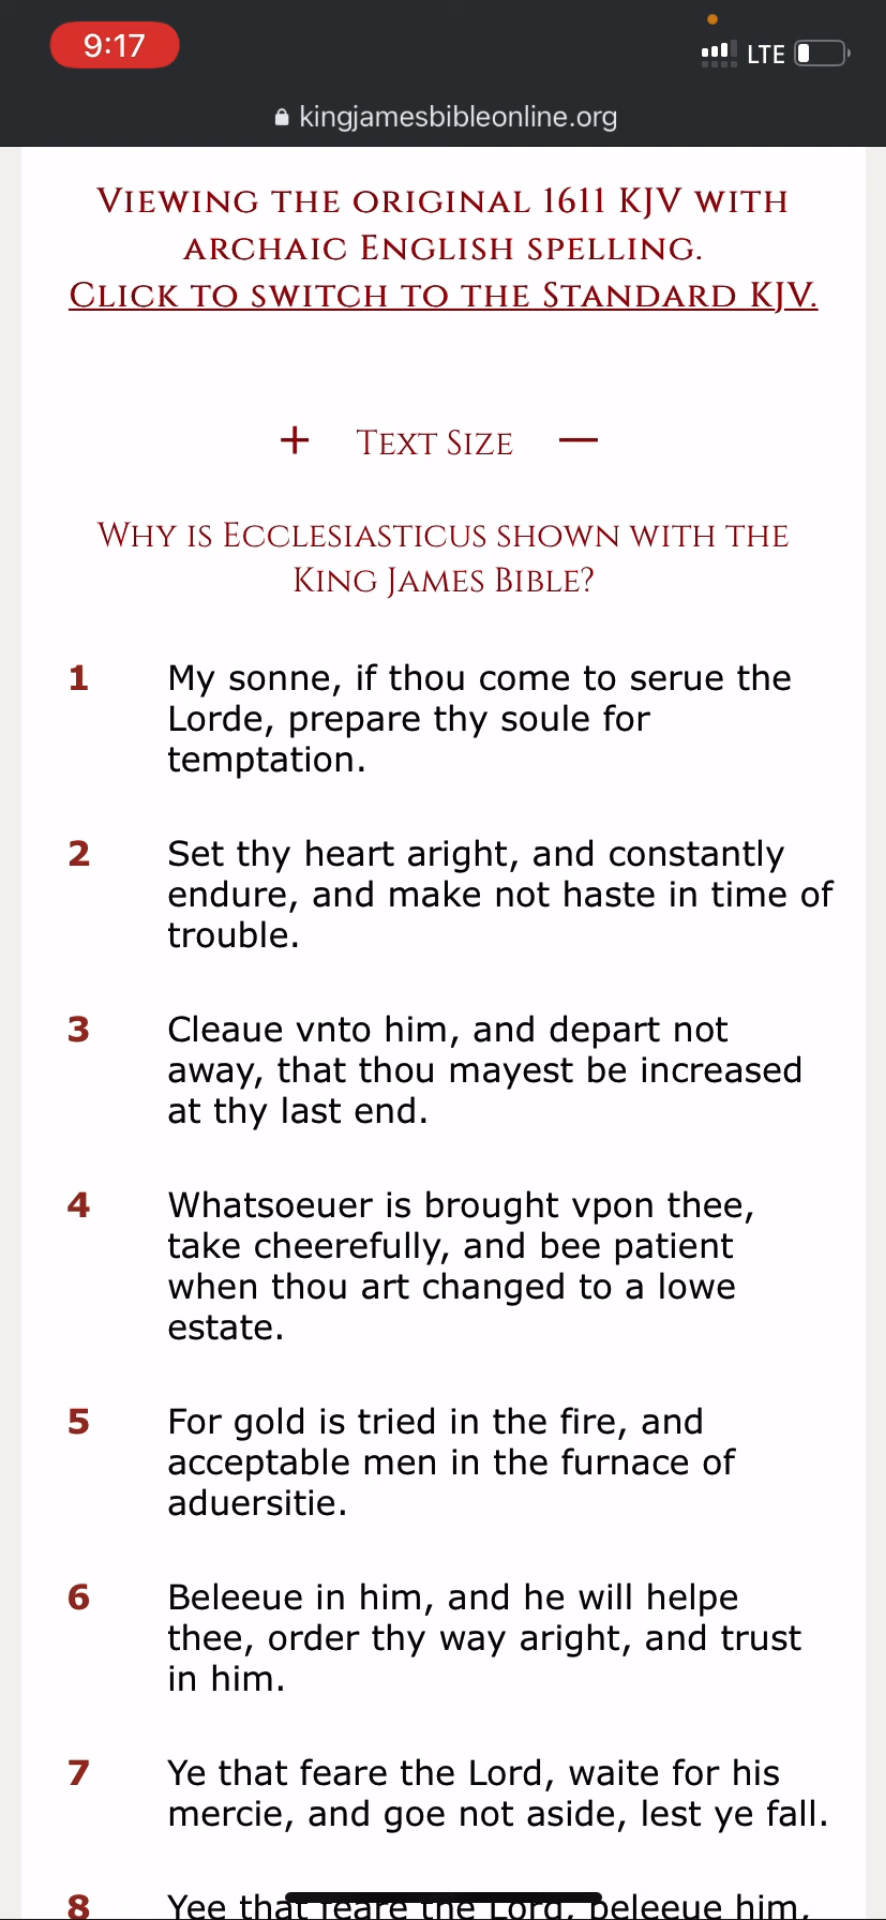 9:17
LTE
kingjamesbibleonline.org
Viewing the original 1611 KJV with
archaic English spelling.
Click to switch to the Standard KJV.
+ Text Size —
Why is Ecclesiasticus shown with the
King James Bible?
1 My sonne, if thou come to serue the
Lorde, prepare thy soule for
temptation.
2 Set thy heart aright, and constantly
endure, and make not haste in time of
trouble.
3 Cleaue vnto him, and depart not
away, that thou mayest be increased
at thy last end.
4 Whatsoeuer is brought vpon thee,
take cheerefully, and bee patient
when thou art changed to a lowe
estate.
5 For gold is tried in the fire, and
acceptable men in the furnace of
aduersitie.
6 Beleeue in him, and he will helpe
thee, order thy way aright, and trust
in him.
7 Ye that feare the Lord, waite for his
mercie, and goe not aside, lest ye fall.
8 Yee that feare the Lord, beleeue him,